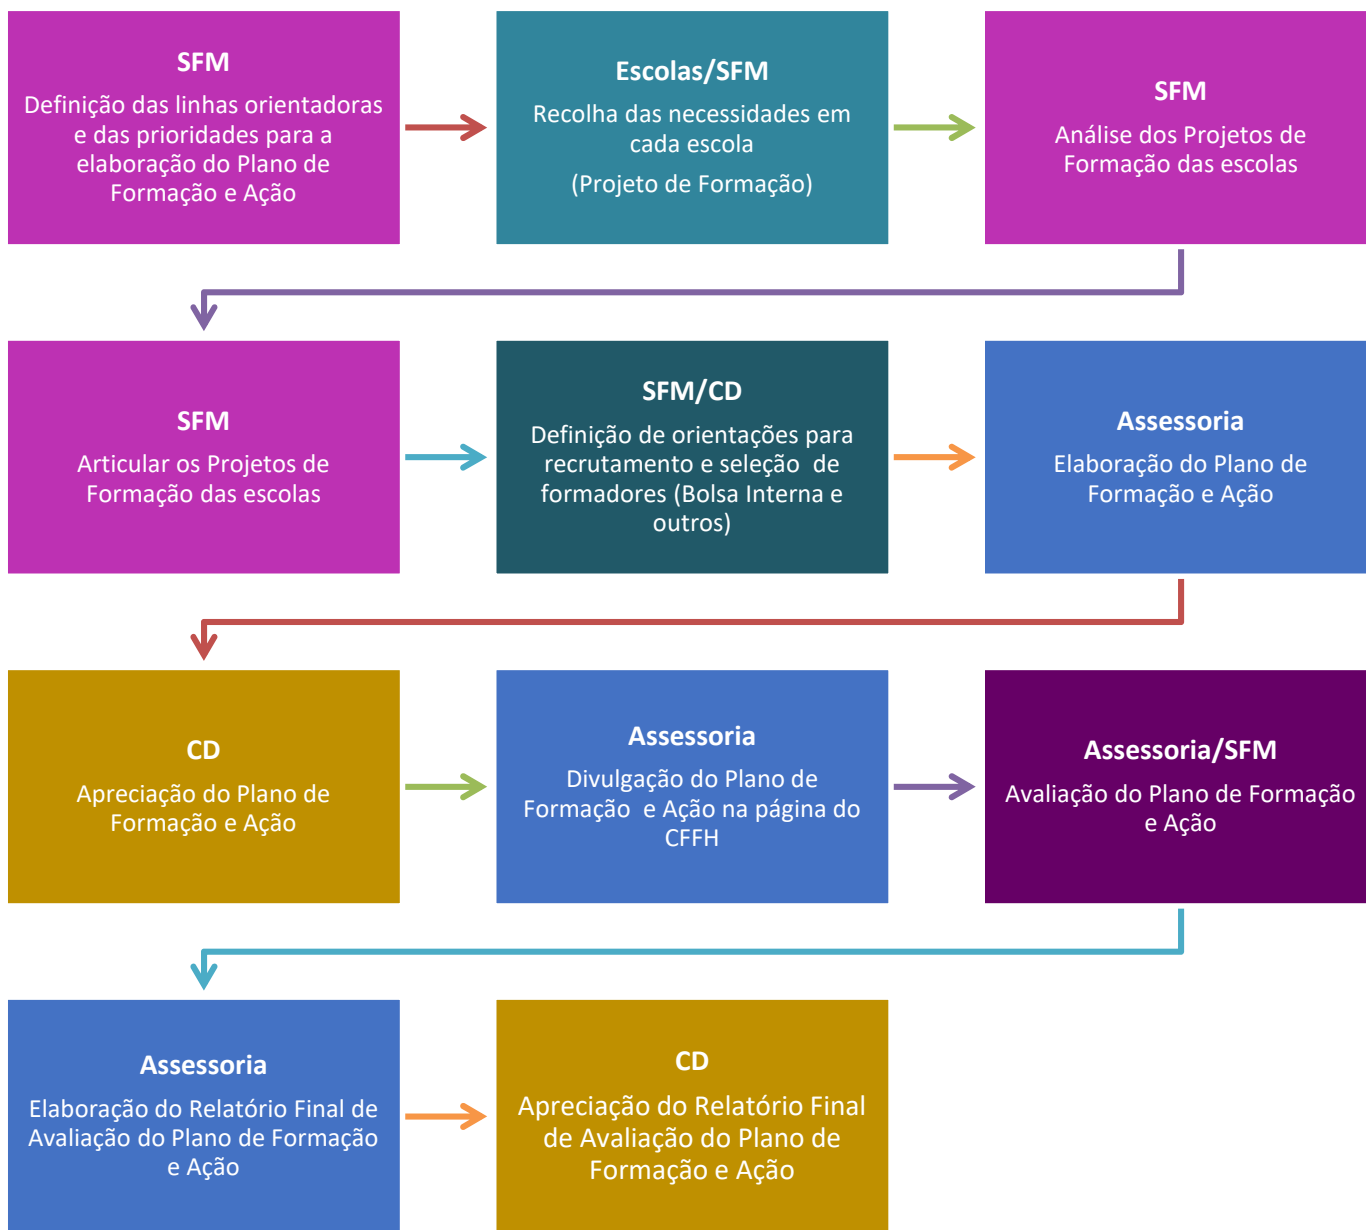 SFM
Definição das linhas orientadoras
e das prioridades para a
elaboração do Plano de
Formação e Ação
Escolas/SFM
Recolha das necessidades em
cada escola
(Projeto de Formação)
SFM
Análise dos Projetos de
Formação das escolas
SFM
Articular os Projetos de
Formação das escolas
SFM/CD
Definição de orientações para
recrutamento e seleção  de
formadores (Bolsa Interna e
outros)
Assessoria
Elaboração do Plano de
Formação e Ação
CD
Apreciação do Plano de
Formação e Ação
Assessoria
Divulgação do Plano de
Formação  e Ação na página do
CFFH
Assessoria/SFM
Avaliação do Plano de Formação
e Ação
Assessoria
Elaboração do Relatório Final de
Avaliação do Plano de Formação
e Ação
CD
Apreciação do Relatório Final
de Avaliação do Plano de
Formação e Ação